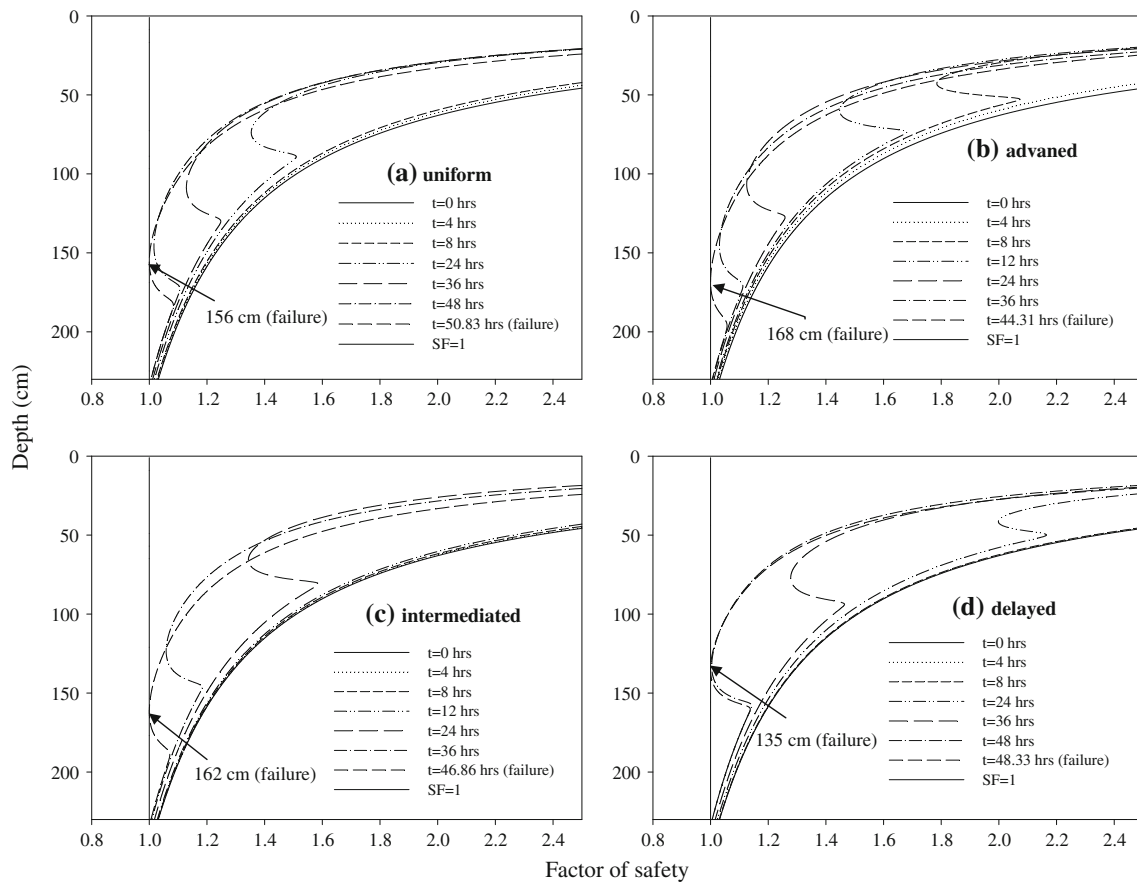 Depth (cm)
0
50
100
150
200
0.8 1.0 1.2 1.4 1.6 1.8 2.0 2.2 2.4
(a) uniform
t=0 hrs
t=4 hrs
t=8 hrs
t=24 hrs
t=36 hrs
t=48 hrs
t=50.83 hrs (failure)
SF=1
156 cm (failure)
0
50
100
150
200
0.8 1.0 1.2 1.4 1.6 1.8 2.0 2.2 2.4
(b) advaned
t=0 hrs
t=4 hrs
t=8 hrs
t=12 hrs
t=24 hrs
t=36 hrs
t=44.31 hrs (failure)
SF=1
168 cm (failure)
0
50
100
150
200
0.8 1.0 1.2 1.4 1.6 1.8 2.0 2.2 2.4
(c) intermediated
t=0 hrs
t=4 hrs
t=8 hrs
t=12 hrs
t=24 hrs
t=36 hrs
t=46.86 hrs (failure)
SF=1
162 cm (failure)
0
50
100
150
200
0.8 1.0 1.2 1.4 1.6 1.8 2.0 2.2 2.4
(d) delayed
t=0 hrs
t=4 hrs
t=8 hrs
t=24 hrs
t=36 hrs
t=48 hrs
t=48.33 hrs (failure)
SF=1
135 cm (failure)
Factor of safety